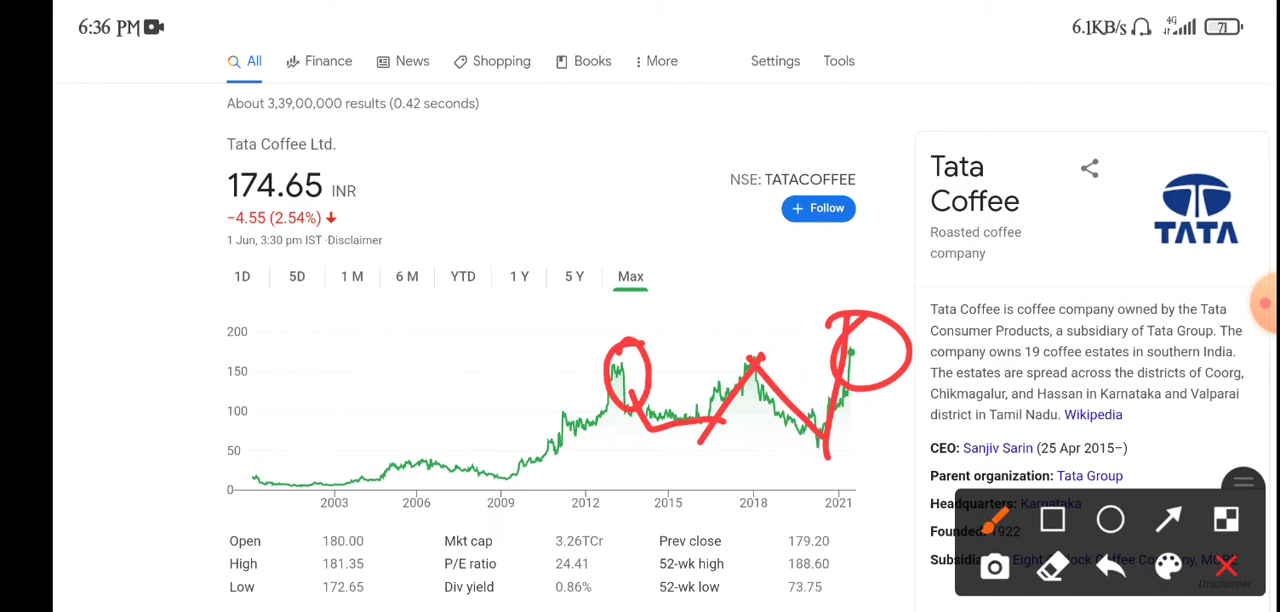 6:36 PM
6.1KB/s 4G 71
All Finance News Shopping Books More Settings Tools
About 3,39,00,000 results (0.42 seconds)
Tata Coffee Ltd.
174.65 INR
−4.55 (2.54%)
1 Jun, 3:30 pm IST · Disclaimer
NSE: TATACOFFEE
+ Follow
1D 5D 1 M 6 M YTD 1 Y 5 Y Max
200
150
100
50
0
2003 2006 2009 2012 2015 2018 2021
Open 180.00 Mkt cap 3.26TCr Prev close 179.20
High 181.35 P/E ratio 24.41 52-wk high 188.60
Low 172.65 Div yield 0.86% 52-wk low 73.75
Tata
Coffee
Roasted coffee
company
TATA
Tata Coffee is coffee company owned by the Tata
Consumer Products, a subsidiary of Tata Group. The
company owns 19 coffee estates in southern India.
The estates are spread across the districts of Coorg,
Chikmagalur, and Hassan in Karnataka and Valparai
district in Tamil Nadu. Wikipedia
CEO: Sanjiv Sarin (25 Apr 2015–)
Parent organization: Tata Group
Headquarters: Karnataka
Founded: 1922
Coffee Company,
Disclaimer